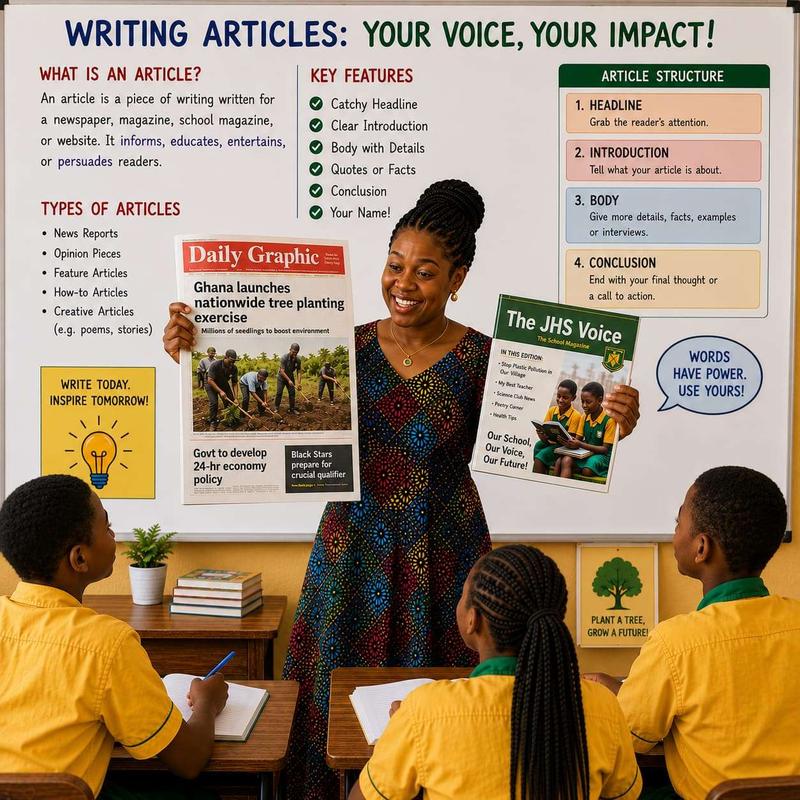 WRITING ARTICLES: YOUR VOICE, YOUR IMPACT!
WHAT IS AN ARTICLE?
An article is a piece of writing written for
a newspaper, magazine, school magazine,
or website. It informs, educates, entertains,
or persuades readers.
TYPES OF ARTICLES
• News Reports
• Opinion Pieces
• Feature Articles
• How-to Articles
• Creative Articles
(e.g. poems, stories)
WRITE TODAY.
INSPIRE TOMORROW!
KEY FEATURES
Catchy Headline
Clear Introduction
Body with Details
Quotes or Facts
Conclusion
Your Name!
ARTICLE STRUCTURE
1. HEADLINE
Grab the reader's attention.
2. INTRODUCTION
Tell what your article is about.
3. BODY
Give more details, facts, examples
or interviews.
4. CONCLUSION
End with your final thought or
a call to action.
Daily Graphic
Ghana launches
nationwide tree planting
exercise
Millions of seedlings to boost environment
Govt to develop
24-hr economy
policy
Black Stars
prepare for
crucial qualifier
The JHS Voice
The School Magazine
IN THIS EDITION:
• Stop Plastic Pollution in
Our Village
• My Best Teacher
• Science Club News
• Poetry Corner
• Health Tips
Our School,
Our Voice,
Our Future!
WORDS
HAVE POWER.
USE YOURS!
PLANT A TREE,
GROW A FUTURE!